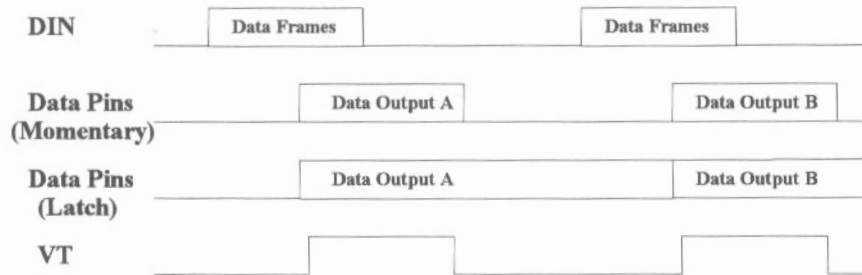 DIN
Data Frames
Data Frames
Data Pins
(Momentary)
Data Output A
Data Output B
Data Pins
(Latch)
Data Output A
Data Output B
VT